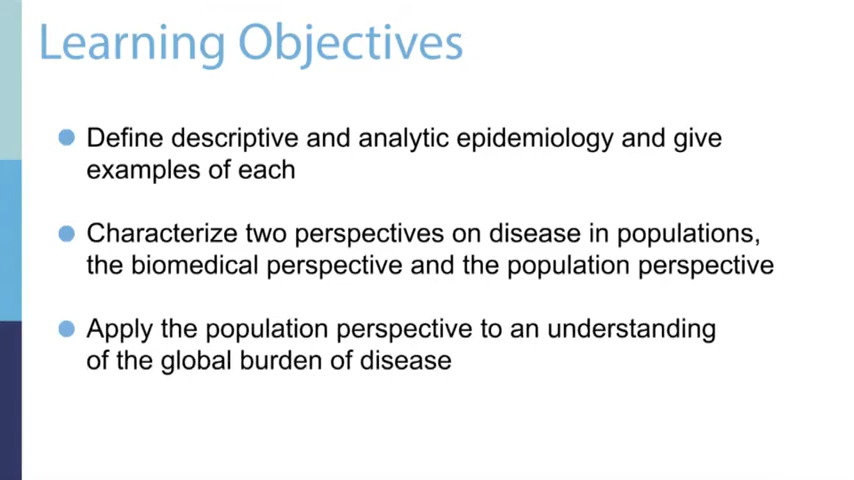 Learning Objectives
Define descriptive and analytic epidemiology and give
examples of each
Characterize two perspectives on disease in populations,
the biomedical perspective and the population perspective
Apply the population perspective to an understanding
of the global burden of disease